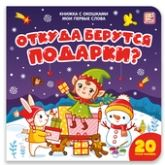 КНИЖКА С ОКОШКАМИ
МОИ ПЕРВЫЕ СЛОВА
ОТКУДА БЕРУТСЯ
ПОДАРКИ?
20